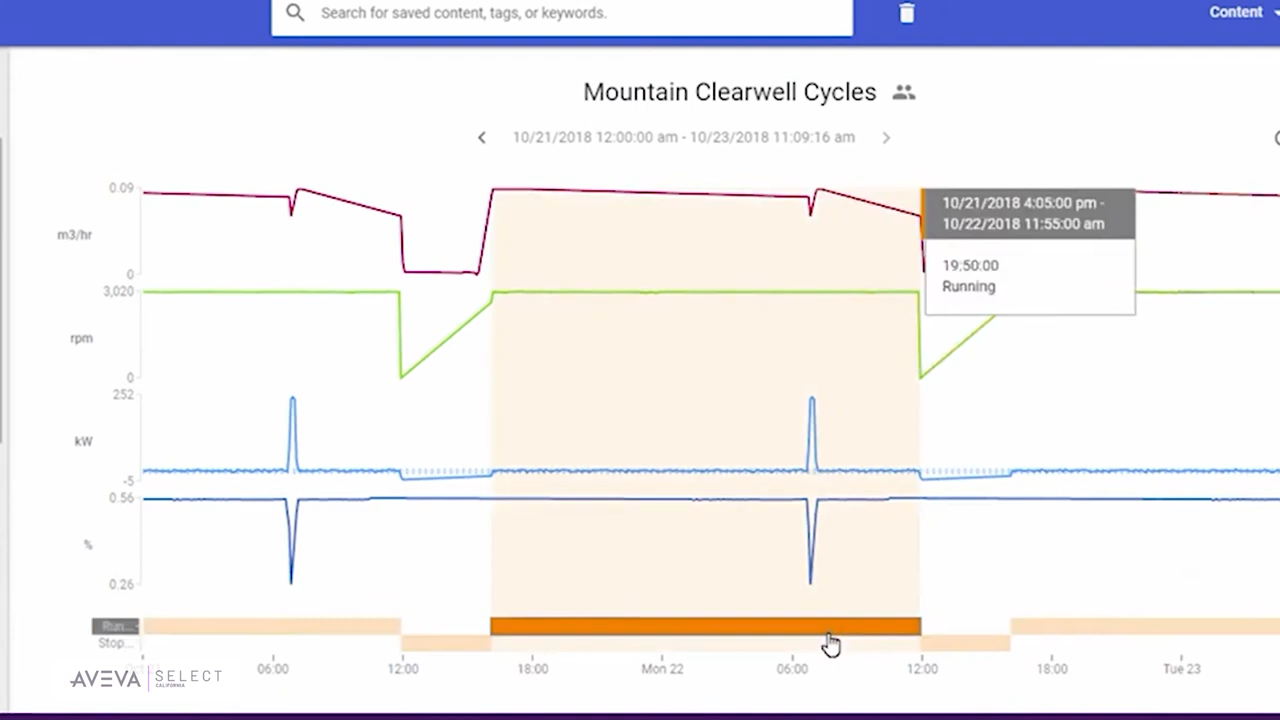 Search for saved content, tags, or keywords.
Content
Mountain Clearwell Cycles
10/21/2018 12:00:00 am - 10/23/2018 11:09:16 am
0.09
m3/hr
0
10/21/2018 4:05:00 pm -
10/22/2018 11:55:00 am
19:50:00
Running
3,020
rpm
0
252
kW
-5
0.56
%
0.26
Run...
Stop...
06:00
12:00
18:00
Mon 22
06:00
12:00
18:00
Tue 23
AVEVA SELECT
CALIFORNIA